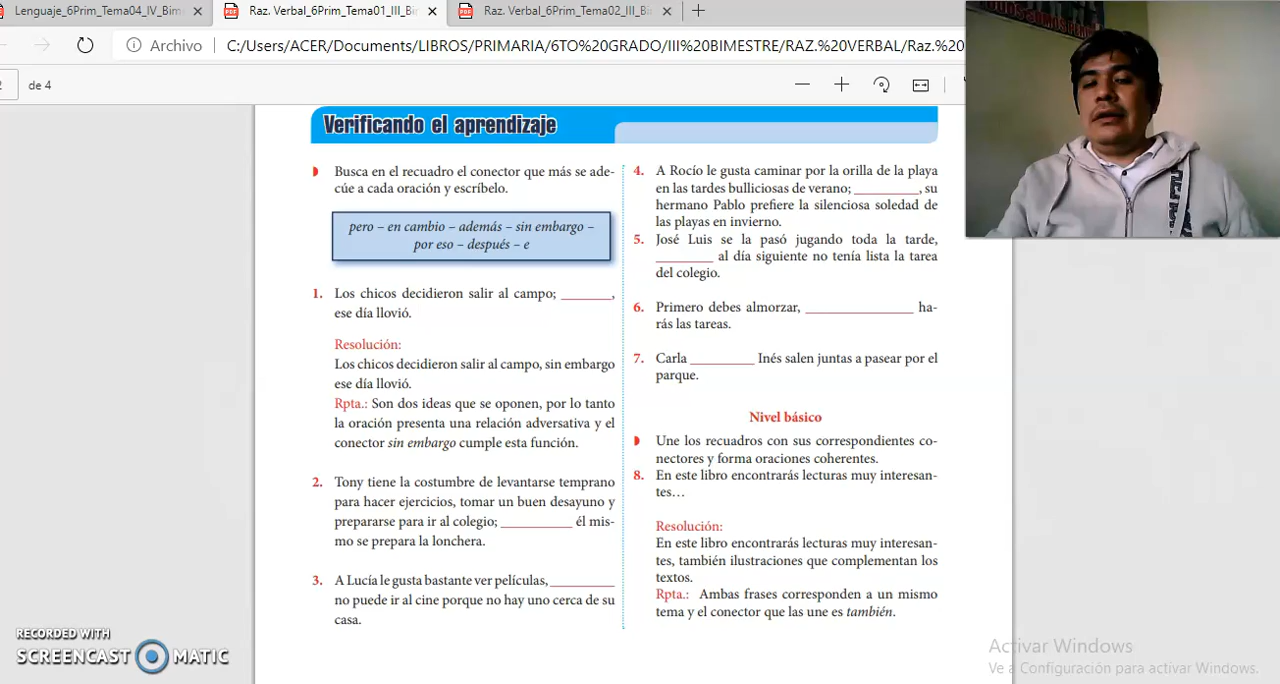 Lenguaje_6Prim_Tema04_IV_Bim
Raz. Verbal_6Prim_Tema01_III_Bi
Raz. Verbal_6Prim_Tema02_III_Bi
Archivo
C:/Users/ACER/Documents/LIBROS/PRIMARIA/6TO%20GRADO/III%20BIMESTRE/RAZ.%20VERBAL/Raz.%20
2
de 4
Verificando el aprendizaje
Busca en el recuadro el conector que más se ade-
cúe a cada oración y escríbelo.
pero – en cambio – además – sin embargo –
por eso – después – e
1. Los chicos decidieron salir al campo; _______,
ese día llovió.
Resolución:
Los chicos decidieron salir al campo, sin embargo
ese día llovió.
Rpta.: Son dos ideas que se oponen, por lo tanto
la oración presenta una relación adversativa y el
conector sin embargo cumple esta función.
2. Tony tiene la costumbre de levantarse temprano
para hacer ejercicios, tomar un buen desayuno y
prepararse para ir al colegio; __________ él mis-
mo se prepara la lonchera.
3. A Lucía le gusta bastante ver películas, _________
no puede ir al cine porque no hay uno cerca de su
casa.
4. A Rocío le gusta caminar por la orilla de la playa
en las tardes bulliciosas de verano; _________, su
hermano Pablo prefiere la silenciosa soledad de
las playas en invierno.
5. José Luis se la pasó jugando toda la tarde,
________ al día siguiente no tenía lista la tarea
del colegio.
6. Primero debes almorzar, _______________ ha-
rás las tareas.
7. Carla _________ Inés salen juntas a pasear por el
parque.
Nivel básico
Une los recuadros con sus correspondientes co-
nectores y forma oraciones coherentes.
8. En este libro encontrarás lecturas muy interesan-
tes…
Resolución:
En este libro encontrarás lecturas muy interesan-
tes, también ilustraciones que complementan los
textos.
Rpta.: Ambas frases corresponden a un mismo
tema y el conector que las une es también.
RECORDED WITH
SCREENCAST MATIC
Activar Windows
Ve a Configuración para activar Windows.